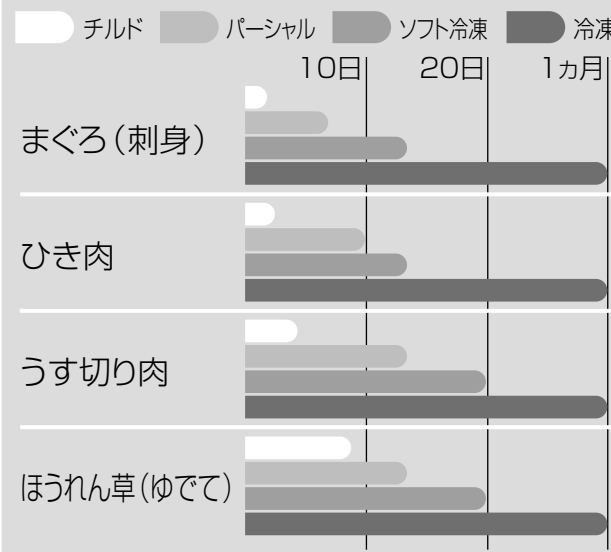 チルド パーシャル ソフト冷凍 冷凍
10日 20日 1ヵ月
まぐろ（刺身）
ひき肉
うす切り肉
ほうれん草（ゆでて）